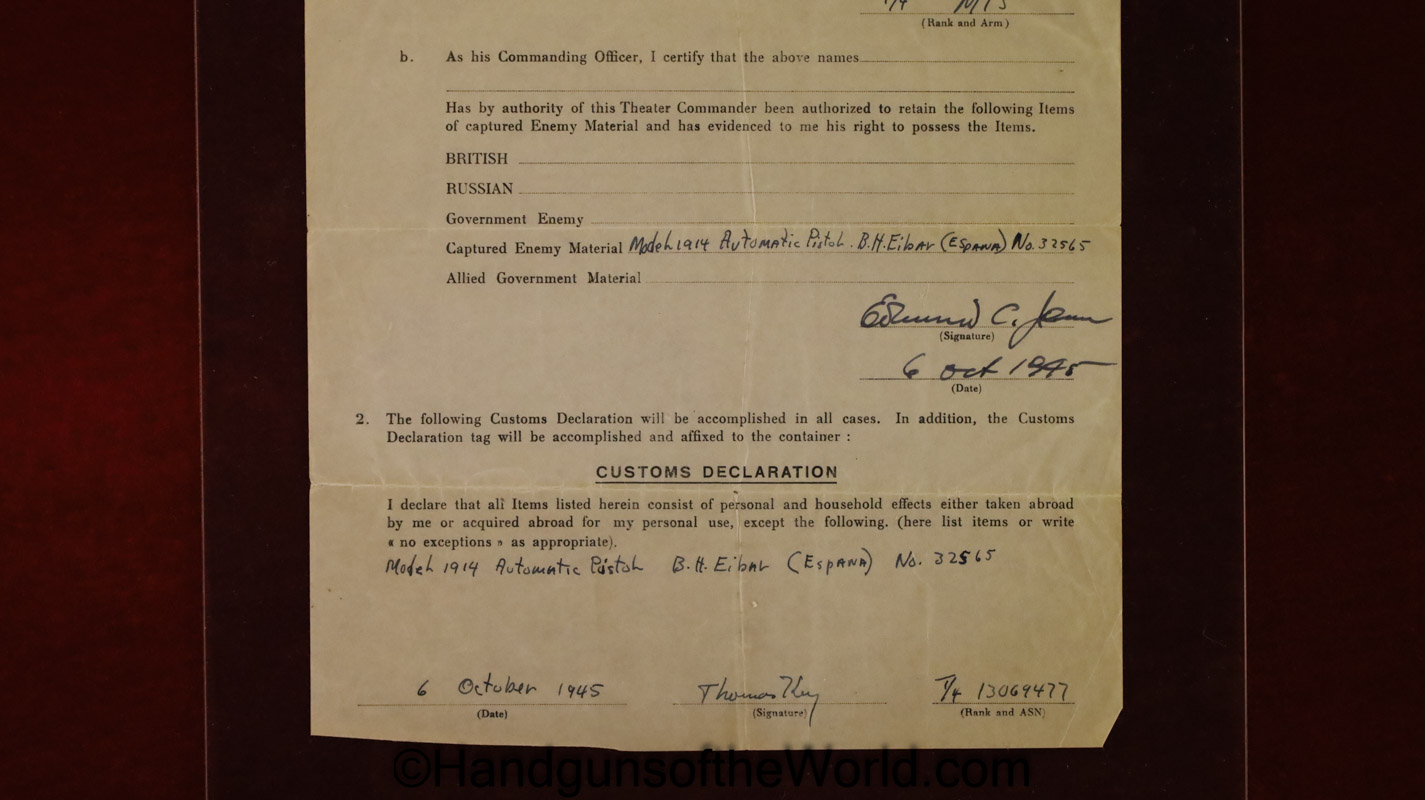 T/4 MIS
(Rank and Arm)
b. As his Commanding Officer, I certify that the above names
Has by authority of this Theater Commander been authorized to retain the following Items
of captured Enemy Material and has evidenced to me his right to possess the Items.
BRITISH
RUSSIAN
Government Enemy
Captured Enemy Material Model 1914 Automatic Pistol. B.H. Eibar (ESPANA) No. 32565
Allied Government Material
Edmund C.
(Signature)
6 Oct 1945
(Date)
2. The following Customs Declaration will be accomplished in all cases. In addition, the Customs
Declaration tag will be accomplished and affixed to the container :
CUSTOMS DECLARATION
I declare that all Items listed herein consist of personal and household effects either taken abroad
by me or acquired abroad for my personal use, except the following. (here list items or write
« no exceptions » as appropriate).
Model 1914 Automatic Pistol B.H. Eibar (ESPANA) No. 32565
6 October 1945 Thomas Key T/4 13069477
(Date) (Signature) (Rank and ASN)
©HandgunsoftheWorld.com